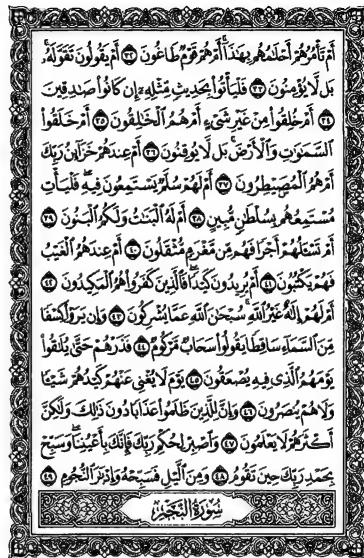 أَمْ تَأْمُرُهُمْ أَحْلَٰمُهُم بِهَٰذَآ ۚ أَمْ هُمْ قَوْمٌ طَاغُونَ ٣٢ أَمْ يَقُولُونَ تَقَوَّلَهُۥ ۚ
بَل لَّا يُؤْمِنُونَ ٣٣ فَلْيَأْتُوا۟ بِحَدِيثٍ مِّثْلِهِۦٓ إِن كَانُوا۟ صَٰدِقِينَ
٣٤ أَمْ خُلِقُوا۟ مِنْ غَيْرِ شَىْءٍ أَمْ هُمُ ٱلْخَٰلِقُونَ ٣٥ أَمْ خَلَقُوا۟
ٱلسَّمَٰوَٰتِ وَٱلْأَرْضَ ۚ بَل لَّا يُوقِنُونَ ٣٦ أَمْ عِندَهُمْ خَزَآئِنُ رَبِّكَ
أَمْ هُمُ ٱلْمُصَۣيْطِرُونَ ٣٧ أَمْ لَهُمْ سُلَّمٌ يَسْتَمِعُونَ فِيهِ ۖ فَلْيَأْتِ
مُسْتَمِعُهُم بِسُلْطَٰنٍ مُّبِينٍ ٣٨ أَمْ لَهُ ٱلْبَنَٰتُ وَلَكُمُ ٱلْبَنُونَ ٣٩
أَمْ تَسْـَٔلُهُمْ أَجْرًا فَهُم مِّن مَّغْرَمٍ مُّثْقَلُونَ ٤٠ أَمْ عِندَهُمُ ٱلْغَيْبُ
فَهُمْ يَكْتُبُونَ ٤١ أَمْ يُرِيدُونَ كَيْدًا ۖ فَٱلَّذِينَ كَفَرُوا۟ هُمُ ٱلْمَكِيدُونَ ٤٢
أَمْ لَهُمْ إِلَٰهٌ غَيْرُ ٱللَّهِ ۚ سُبْحَٰنَ ٱللَّهِ عَمَّا يُشْرِكُونَ ٤٣ وَإِن يَرَوْا۟ كِسْفًا
مِّنَ ٱلسَّمَآءِ سَاقِطًا يَقُولُوا۟ سَحَابٌ مَّرْكُومٌ ٤٤ فَذَرْهُمْ حَتَّىٰ يُلَٰقُوا۟
يَوْمَهُمُ ٱلَّذِى فِيهِ يُصْعَقُونَ ٤٥ يَوْمَ لَا يُغْنِى عَنْهُمْ كَيْدُهُمْ شَيْـًٔا
وَلَا هُمْ يُنصَرُونَ ٤٦ وَإِنَّ لِلَّذِينَ ظَلَمُوا۟ عَذَابًا دُونَ ذَٰلِكَ وَلَٰكِنَّ
أَكْثَرَهُمْ لَا يَعْلَمُونَ ٤٧ وَٱصْبِرْ لِحُكْمِ رَبِّكَ فَإِنَّكَ بِأَعْيُنِنَا ۖ وَسَبِّحْ
بِحَمْدِ رَبِّكَ حِينَ تَقُومُ ٤٨ وَمِنَ ٱلَّيْلِ فَسَبِّحْهُ وَإِدْبَٰرَ ٱلنُّجُومِ ٤٩
سُورَةُ النَّجْمِ